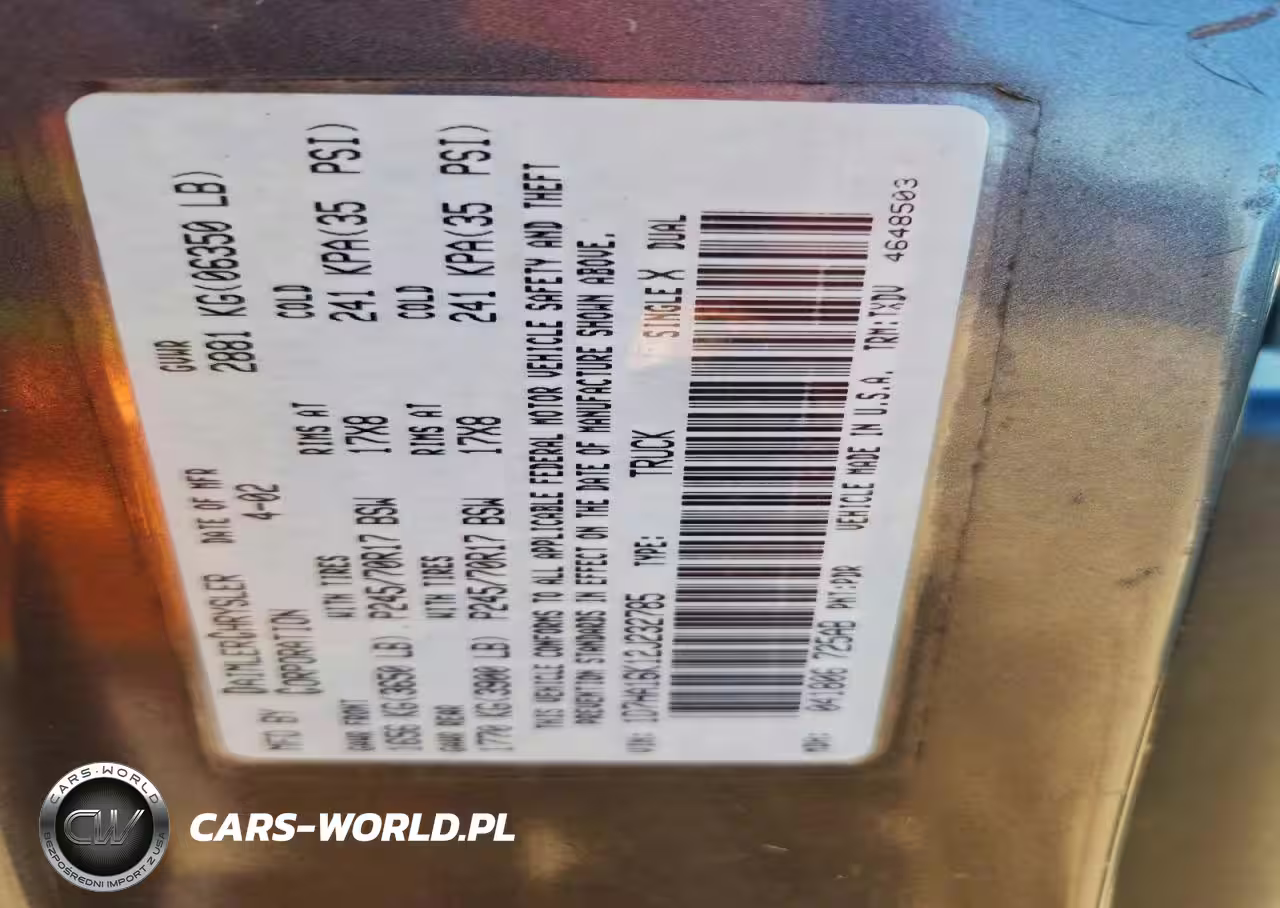 MFD BY DAIMLERCHRYSLER CORPORATION
DATE OF MFR 4-02
GVWR 2881 KG(06350 LB)
GAWR FRONT WITH TIRES RIMS AT COLD
1656 KG(3650 LB) P245/70R17 BSW 17X8 241 KPA(35 PSI)
GAWR REAR WITH TIRES RIMS AT COLD
1770 KG(3900 LB) P245/70R17 BSW 17X8 241 KPA(35 PSI)
THIS VEHICLE CONFORMS TO ALL APPLICABLE FEDERAL MOTOR VEHICLE SAFETY AND THEFT
PREVENTION STANDARDS IN EFFECT ON THE DATE OF MANUFACTURE SHOWN ABOVE.
VIN: 1D7HA16K12J232785 TYPE: TRUCK SINGLE X DUAL
MDH: 041806 725AB PNT:PDR VEHICLE MADE IN U.S.A. TRM:TXDV 4648503
CARS-WORLD
CW
BEZPOŚREDNI IMPORT Z USA
CARS-WORLD.PL